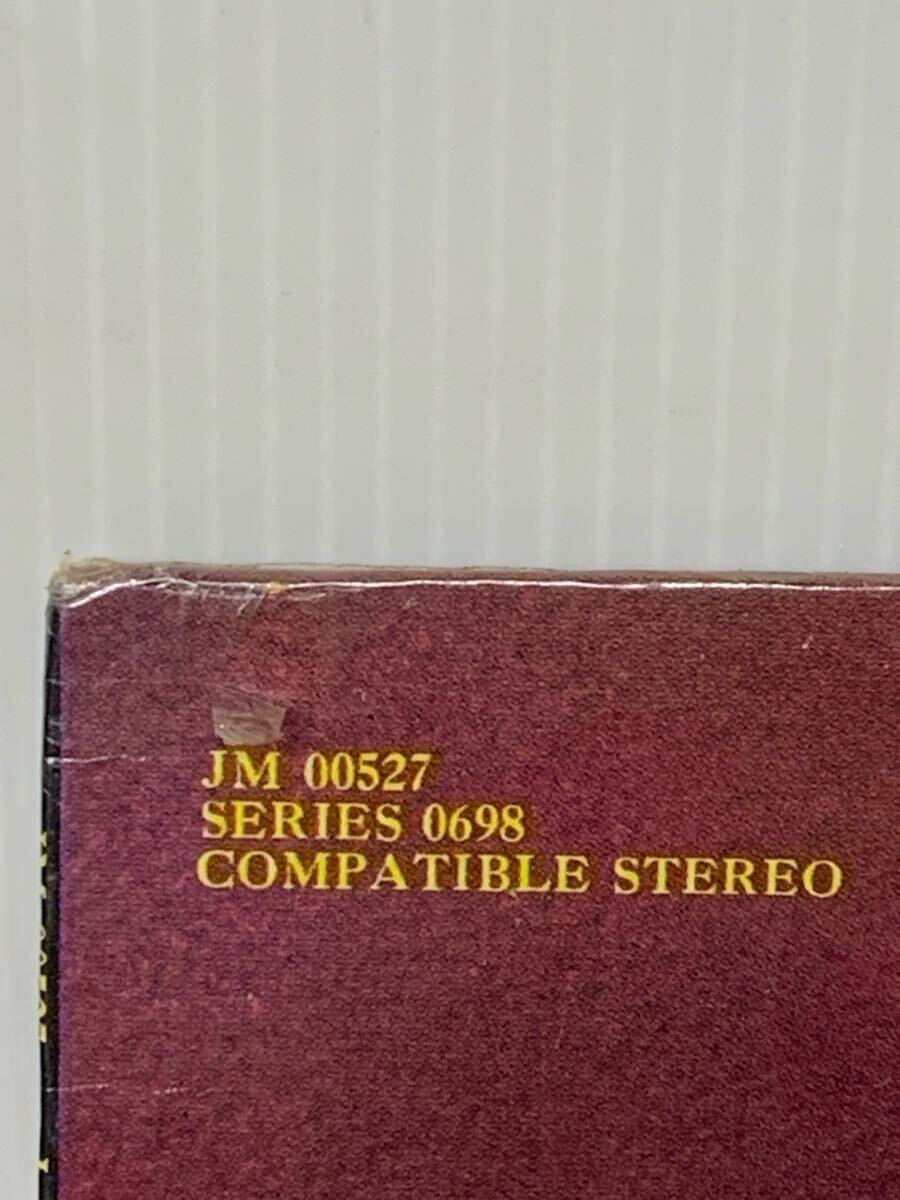 JM 00527
SERIES 0698
COMPATIBLE STEREO